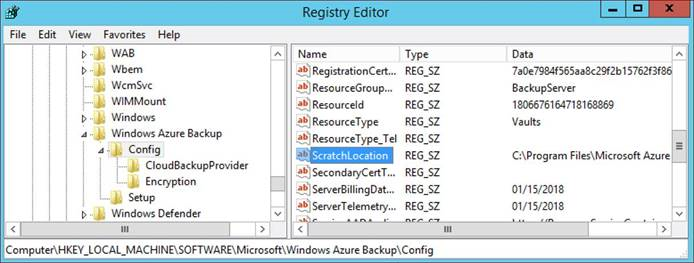 Registry Editor
File Edit View Favorites Help
WAB
Wbem
WcmSvc
WIMMount
Windows
Windows Azure Backup
Config
CloudBackupProvider
Encryption
Setup
Windows Defender
Name Type Data
RegistrationCert... REG_SZ 7a0e7984f565aa8c29f2b15762f3f86
ResourceGroup... REG_SZ BackupServer
ResourceId REG_SZ 1806676164718168869
ResourceType REG_SZ Vaults
ResourceType_Tel REG_SZ
ScratchLocation REG_SZ C:\Program Files\Microsoft Azure
SecondaryCertT... REG_SZ
ServerBillingDat... REG_SZ 01/15/2018
ServerTelemetry... REG_SZ 01/15/2018
REG_SZ
Computer\HKEY_LOCAL_MACHINE\SOFTWARE\Microsoft\Windows Azure Backup\Config